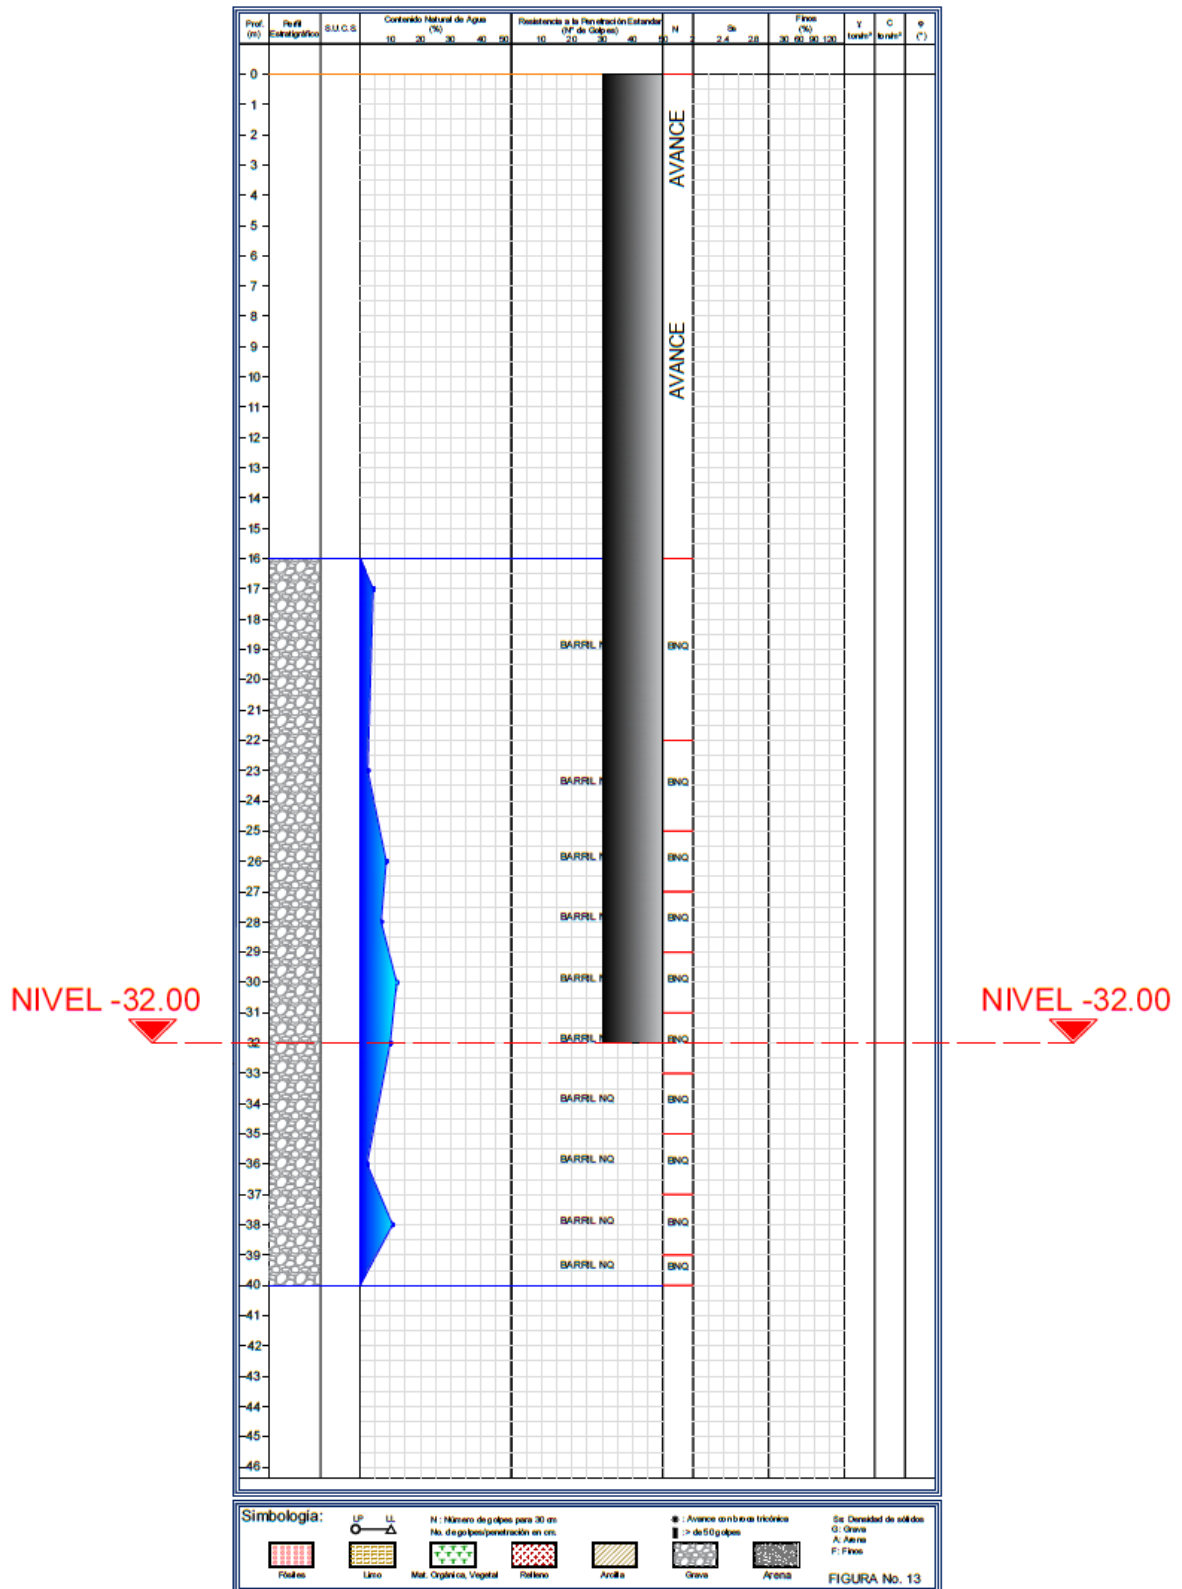 Prof. (m)
Perfil Estratigráfico
S.U.C.S.
Contenido Natural de Agua (%)
10 20 30 40 50
Resistencia a la Penetración Estandar (N° de Golpes)
10 20 30 40 50
N
Ss
2 2.4 2.8
Finos (%)
30 60 90 120
γ ton/m³
C ton/m²
φ (°)
0
1
2
3
4
5
6
7
8
9
10
11
12
13
14
15
16
17
18
19
20
21
22
23
24
25
26
27
28
29
30
31
32
33
34
35
36
37
38
39
40
41
42
43
44
45
46
AVANCE
AVANCE
BARRIL N BNQ
BARRIL N BNQ
BARRIL N BNQ
BARRIL N BNQ
BARRIL N BNQ
BARRIL N BNQ
BARRIL NQ BNQ
BARRIL NQ BNQ
BARRIL NQ BNQ
BARRIL NQ BNQ
NIVEL -32.00
NIVEL -32.00
Simbología:
LP LL
N : Número de golpes para 30 cm
No. de golpes/penetración en cm.
: Avance con broca tricónica
:> de 50 golpes
Ss: Densidad de sólidos
G: Grava
A: Arena
F: Finos
Fósiles
Limo
Mat. Orgánica, Vegetal
Relleno
Arcilla
Grava
Arena
FIGURA No. 13